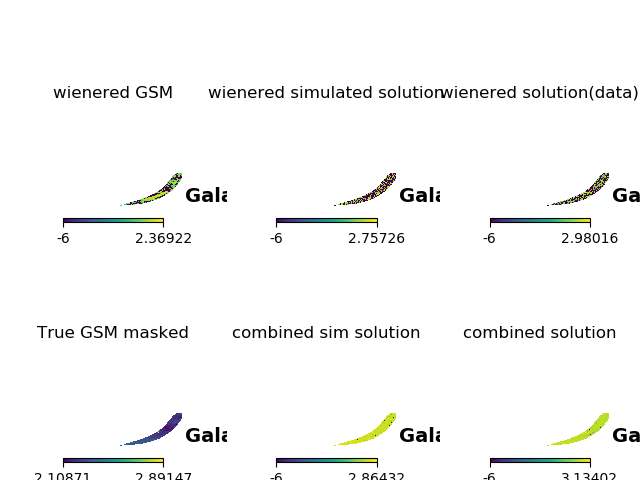 wienered GSM
wienered simulated solution
wienered solution(data)
Gala
Gala
Ga
-6 2.36922
-6 2.75726
-6 2.98016
True GSM masked
combined sim solution
combined solution
Gala
Gala
Ga
2.10871 2.89147
-6 2.86432
-6 3.13402